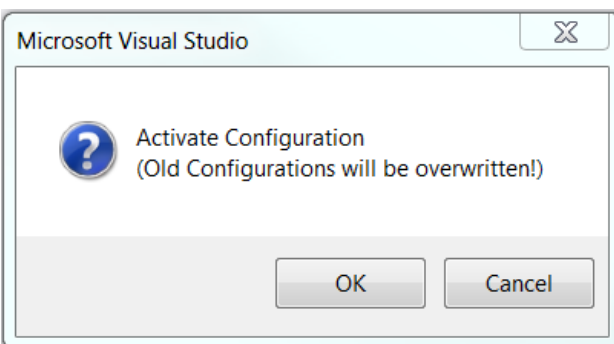 Microsoft Visual Studio
Activate Configuration
(Old Configurations will be overwritten!)
OK
Cancel